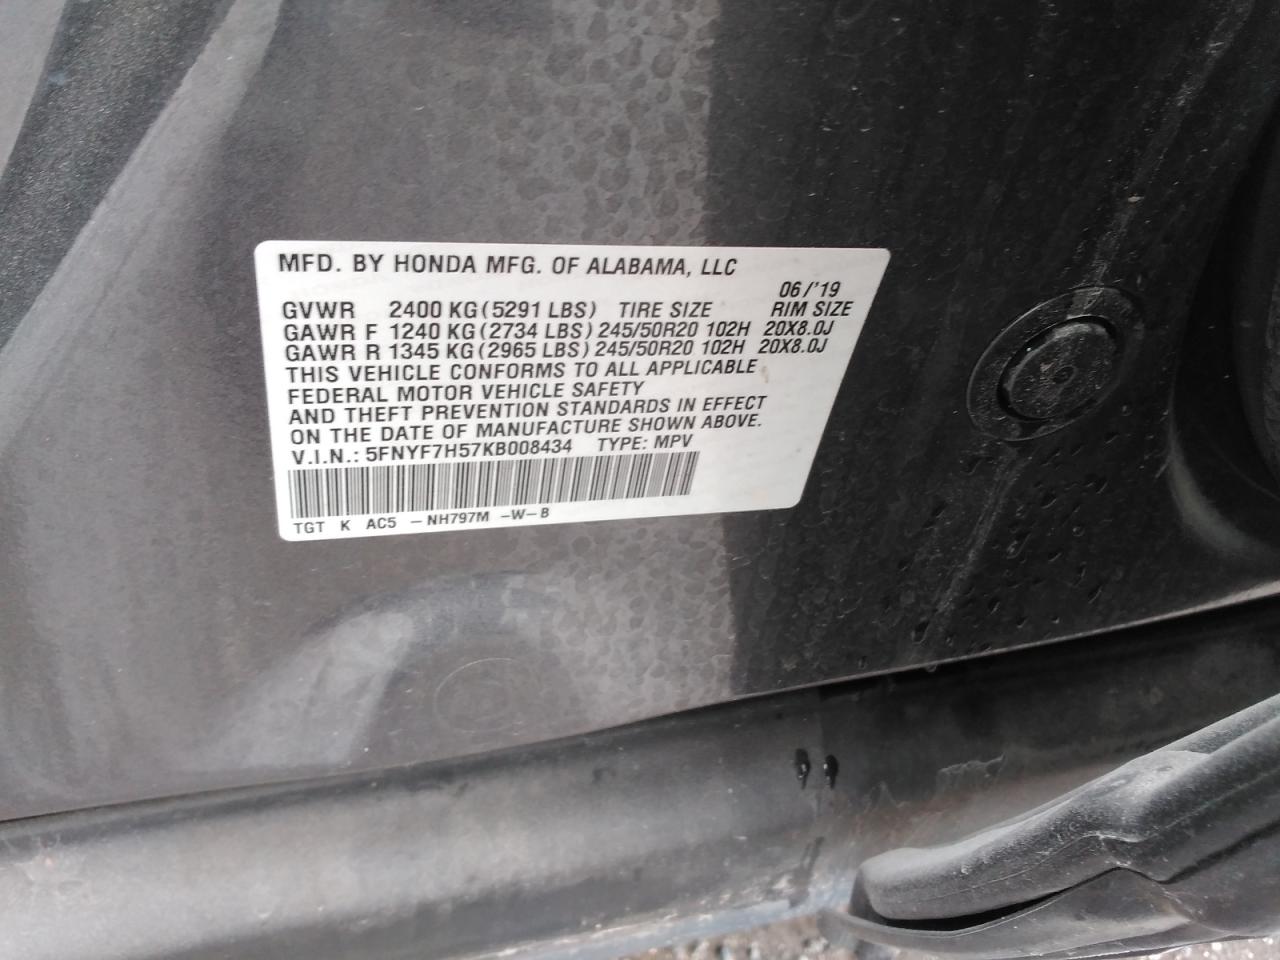 MFD. BY HONDA MFG. OF ALABAMA, LLC
06/'19
GVWR 2400 KG (5291 LBS) TIRE SIZE RIM SIZE
GAWR F 1240 KG (2734 LBS) 245/50R20 102H 20X8.0J
GAWR R 1345 KG (2965 LBS) 245/50R20 102H 20X8.0J
THIS VEHICLE CONFORMS TO ALL APPLICABLE
FEDERAL MOTOR VEHICLE SAFETY
AND THEFT PREVENTION STANDARDS IN EFFECT
ON THE DATE OF MANUFACTURE SHOWN ABOVE.
V.I.N.: 5FNYF7H57KB008434 TYPE: MPV
TGT K AC5 -NH797M -W-B